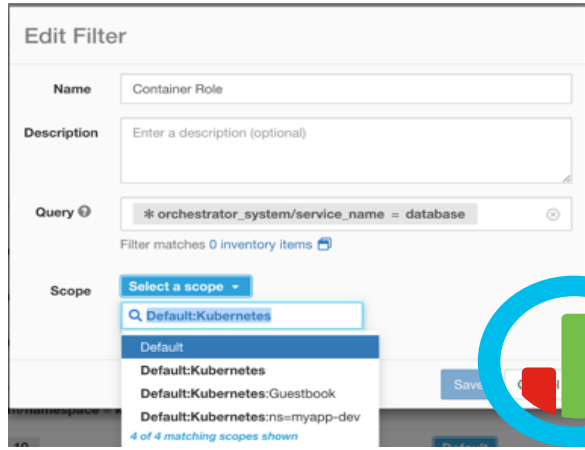 Edit Filter
Name
Container Role
Description
Enter a description (optional)
Query ?
* orchestrator_system/service_name = database
Filter matches 0 inventory items
Scope
Select a scope
Default:Kubernetes
Default
Default:Kubernetes
Default:Kubernetes:Guestbook
Default:Kubernetes:ns=myapp-dev
4 of 4 matching scopes shown
Save
Default